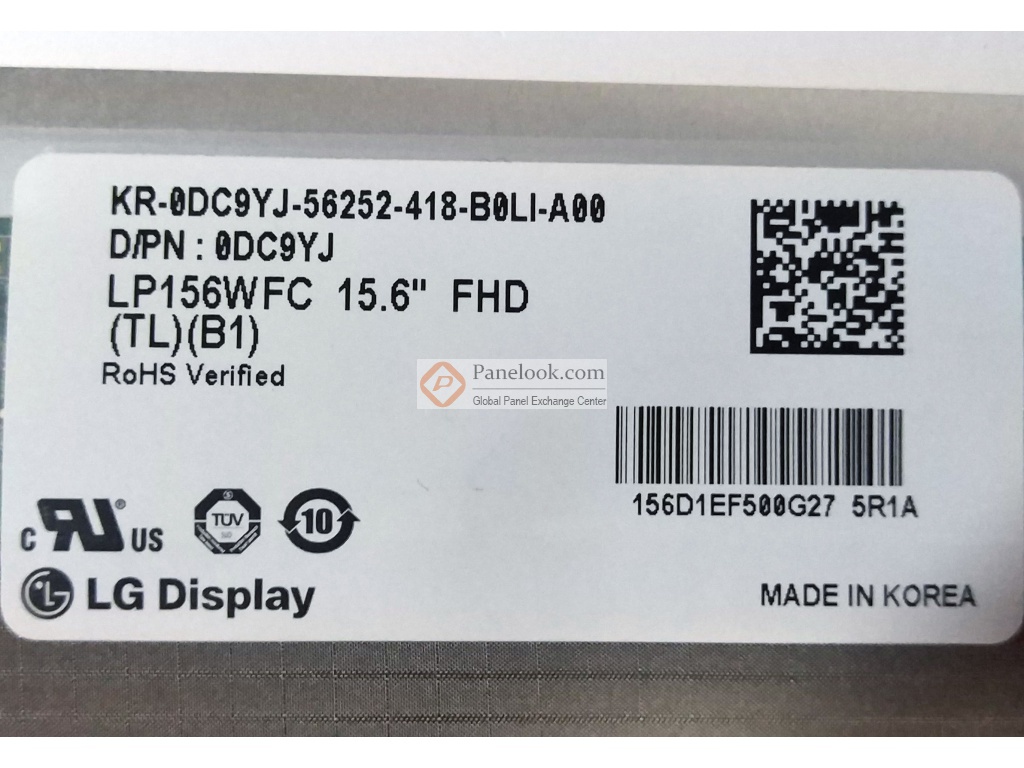 KR-0DC9YJ-56252-418-B0LI-A00
D/PN : 0DC9YJ
LP156WFC 15.6" FHD
(TL)(B1)
RoHS Verified
Panelook.com
Global Panel Exchange Center
156D1EF500G27 5R1A
c RU® US
TÜV
10
LG Display
MADE IN KOREA